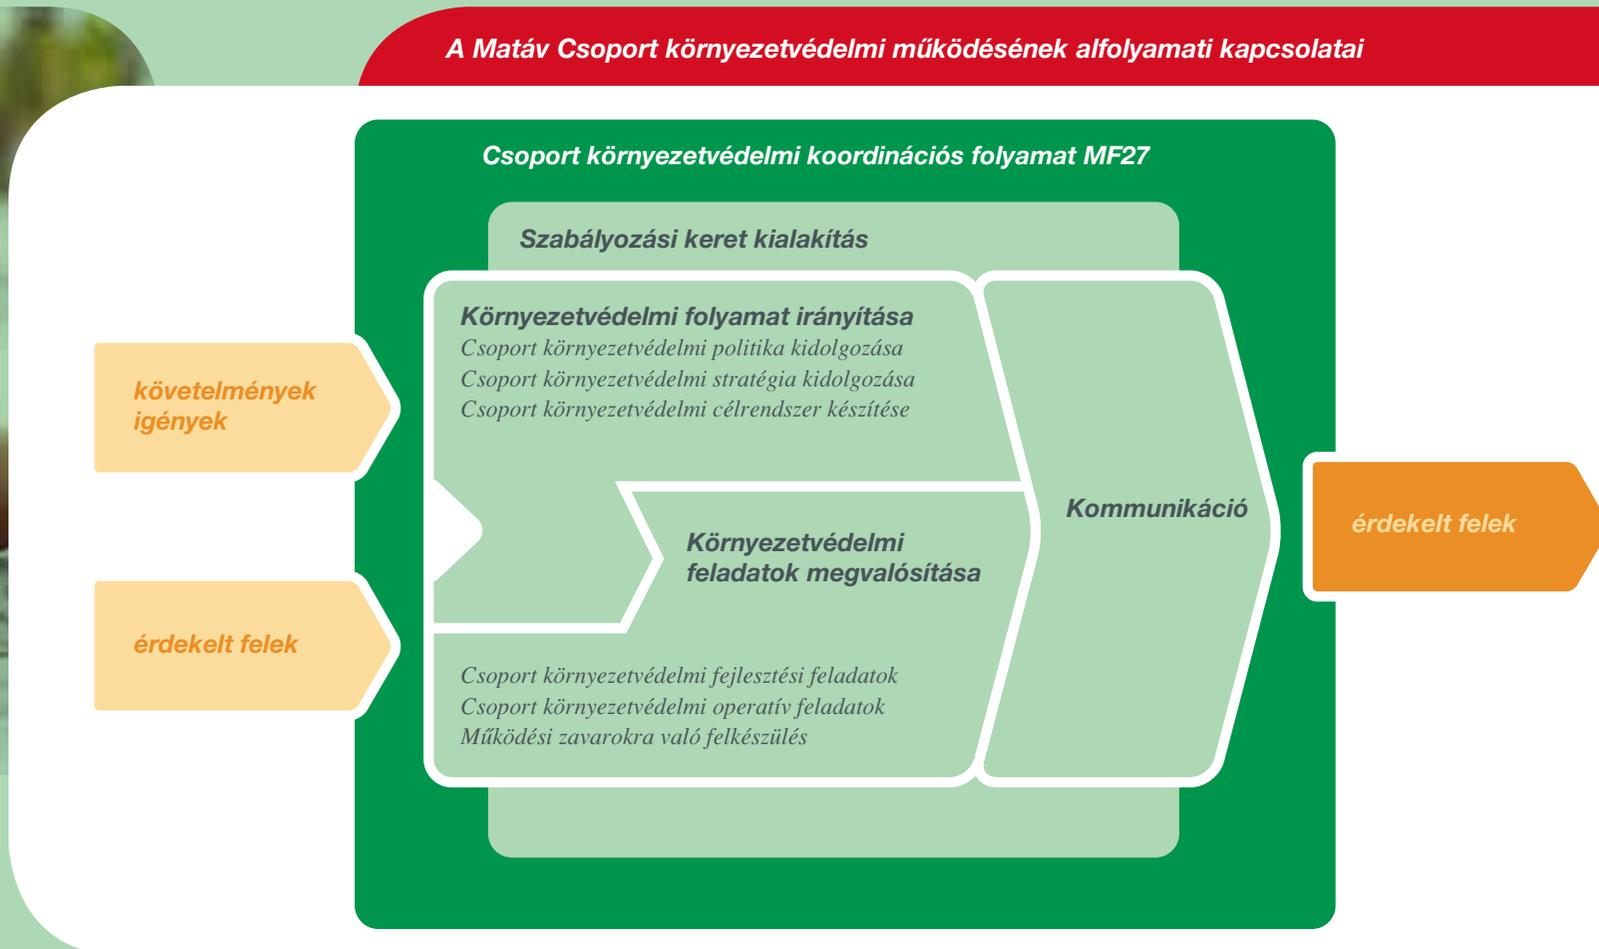 A Matáv Csoport környezetvédelmi működésének alfolyamati kapcsolatai
Csoport környezetvédelmi koordinációs folyamat MF27
Szabályozási keret kialakítás
Környezetvédelmi folyamat irányítása
Csoport környezetvédelmi politika kidolgozása
Csoport környezetvédelmi stratégia kidolgozása
Csoport környezetvédelmi célrendszer készítése
követelmények
igények
Környezetvédelmi
feladatok megvalósítása
Kommunikáció
érdekelt felek
érdekelt felek
Csoport környezetvédelmi fejlesztési feladatok
Csoport környezetvédelmi operatív feladatok
Működési zavarokra való felkészülés